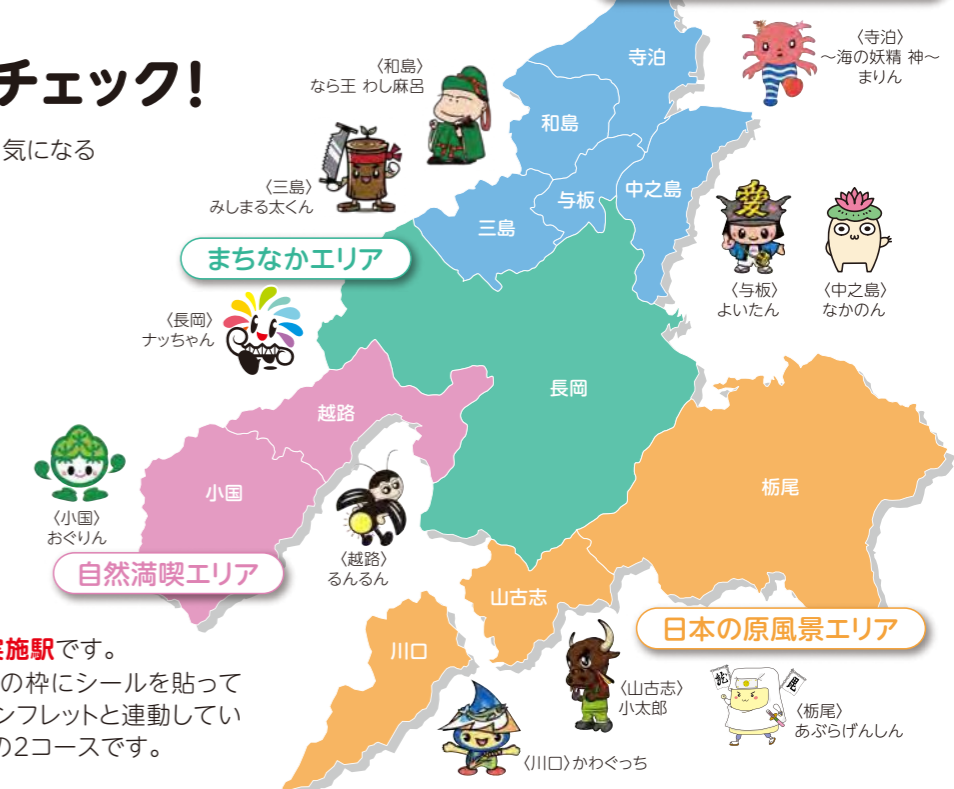 チェック!
気になる
〈和島〉
なら王 わし麻呂
〈三島〉
みしまる太くん
〈寺泊〉
～海の妖精 神～
まりん
寺泊
和島
与板
中之島
三島
〈与板〉
よいたん
愛
〈中之島〉
なかのん
まちなかエリア
〈長岡〉
ナッちゃん
長岡
越路
小国
栃尾
〈小国〉
おぐりん
〈越路〉
るんるん
自然満喫エリア
山古志
川口
日本の原風景エリア
〈山古志〉
小太郎
毘
〈栃尾〉
あぶらげんしん
〈川口〉かわぐっち
実施駅です。
の枠にシールを貼って
ンフレットと連動してい
の2コースです。